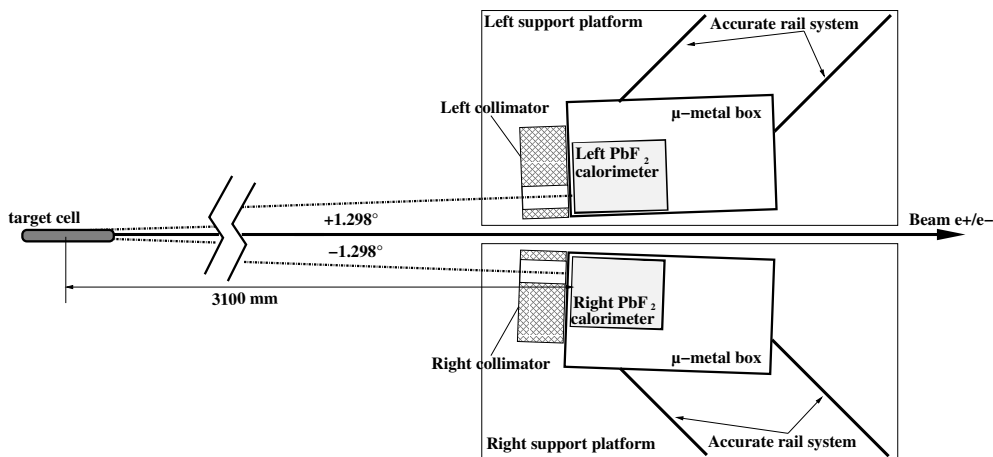 Left support platform
Accurate rail system
Left collimator
μ−metal box
Left PbF₂
calorimeter
target cell
+1.298°
Beam e+/e−
−1.298°
3100 mm
Right PbF₂
calorimeter
Right collimator
μ−metal box
Right support platform
Accurate rail system